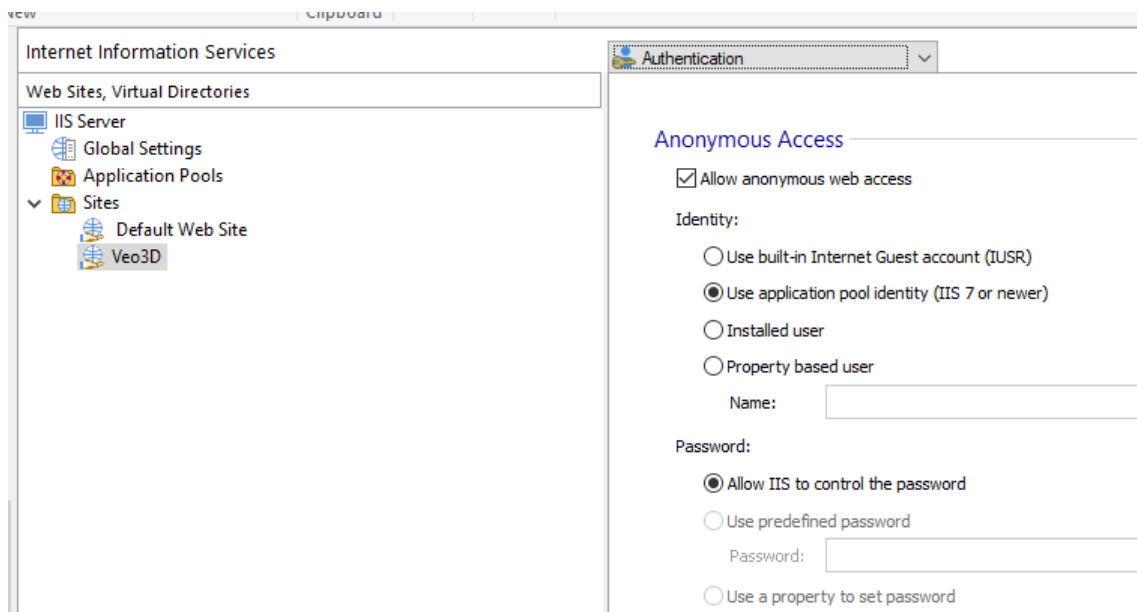 New
Clipboard
Internet Information Services
Web Sites, Virtual Directories
IIS Server
Global Settings
Application Pools
Sites
Default Web Site
Veo3D
Authentication
Anonymous Access
Allow anonymous web access
Identity:
Use built-in Internet Guest account (IUSR)
Use application pool identity (IIS 7 or newer)
Installed user
Property based user
Name:
Password:
Allow IIS to control the password
Use predefined password
Password:
Use a property to set password